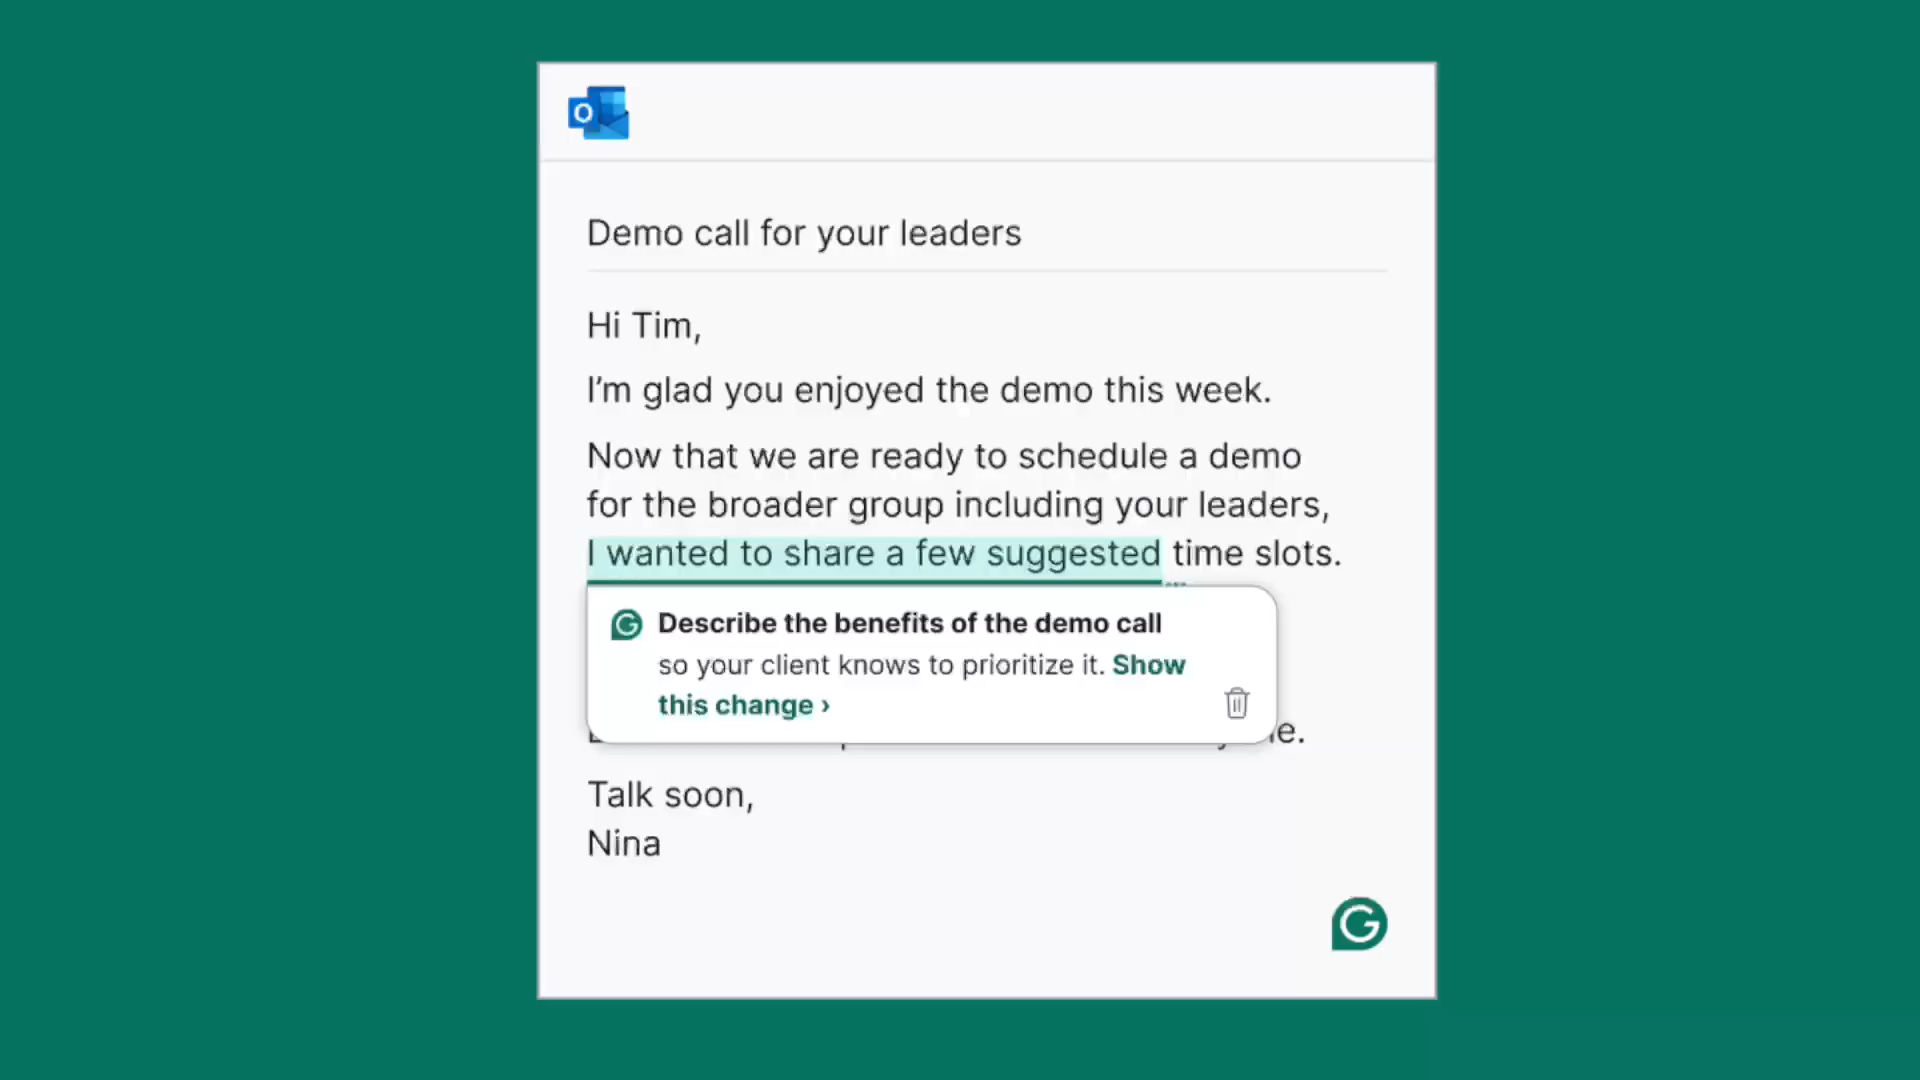 O
Demo call for your leaders
Hi Tim,
I'm glad you enjoyed the demo this week.
Now that we are ready to schedule a demo
for the broader group including your leaders,
I wanted to share a few suggested time slots.
G Describe the benefits of the demo call
so your client knows to prioritize it. Show
this change ›
Talk soon,
Nina
G